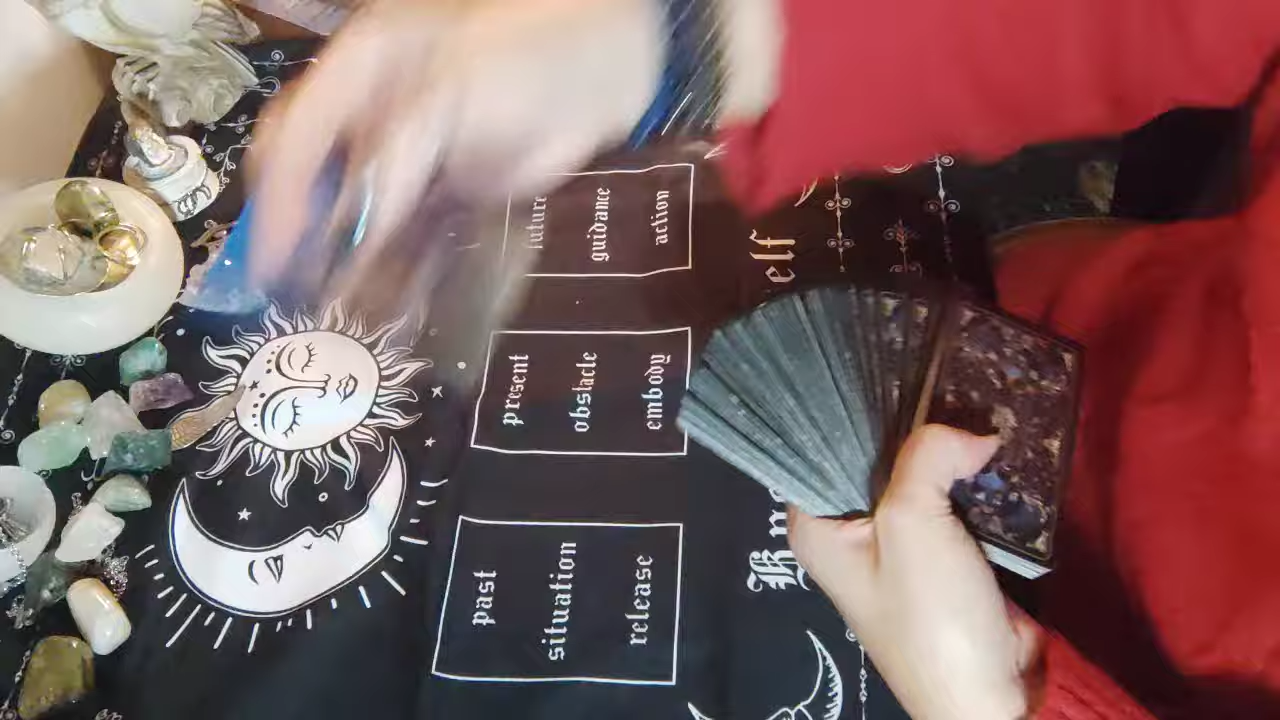 past
situation
release
present
obstacle
embody
future
guidance
action
elf